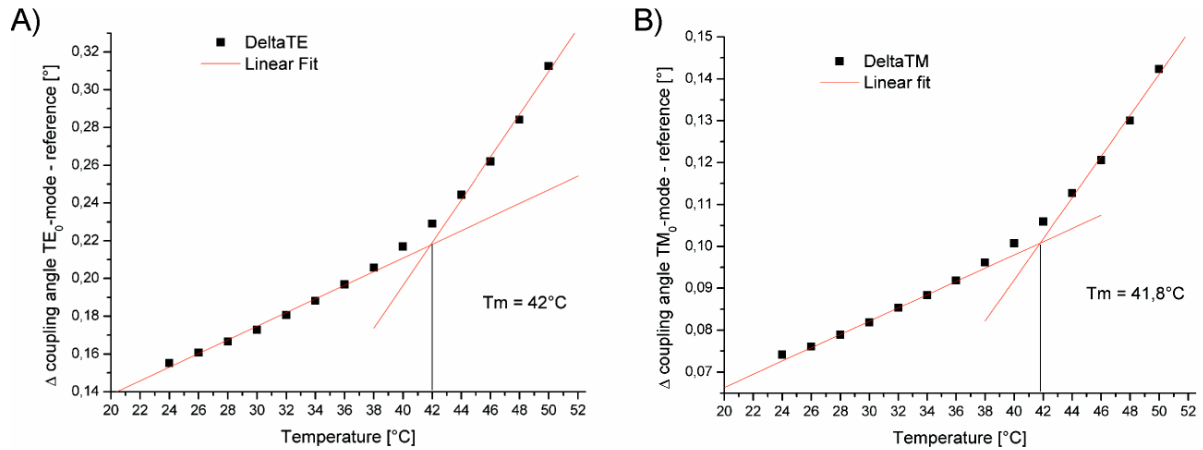 A)
Δ coupling angle TE₀-mode - reference [°]
0,32
0,30
0,28
0,26
0,24
0,22
0,20
0,18
0,16
0,14
DeltaTE
Linear Fit
Tm = 42°C
20 22 24 26 28 30 32 34 36 38 40 42 44 46 48 50 52
Temperature [°C]
B)
Δ coupling angle TM₀-mode - reference [°]
0,15
0,14
0,13
0,12
0,11
0,10
0,09
0,08
0,07
DeltaTM
Linear fit
Tm = 41,8°C
20 22 24 26 28 30 32 34 36 38 40 42 44 46 48 50 52
Temperature [°C]